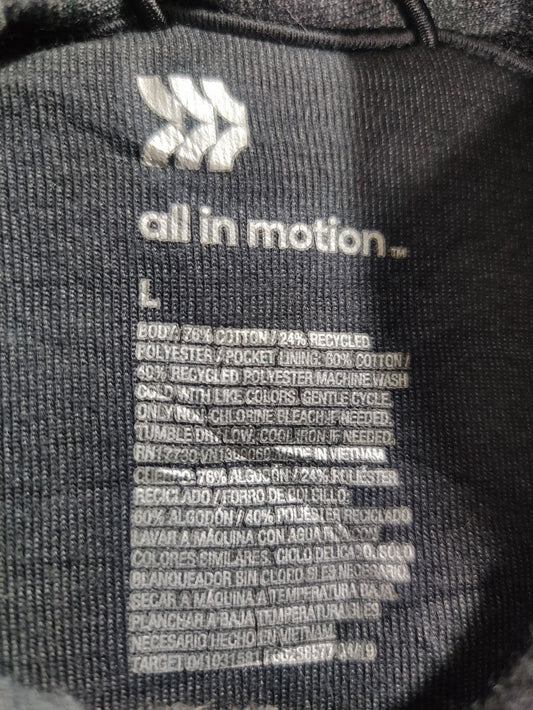 all in motion™
L
BODY / 76% COTTON / 24% RECYCLED
POLYESTER / POCKET LINING: 60% COTTON /
40% RECYCLED POLYESTER MACHINE WASH
COLD WITH LIKE COLORS. GENTLE CYCLE.
ONLY NON-CHLORINE BLEACH IF NEEDED.
TUMBLE DRY LOW. COOL IRON IF NEEDED.
RN17730 MADE IN VIETNAM
CUERPO: 76% ALGODÓN / 24% POLIÉSTER
RECICLADO / FORRO DE BOLSILLO:
60% ALGODÓN / 40% POLIÉSTER RECICLADO
LAVAR A MÁQUINA CON AGUA FRÍA CON
COLORES SIMILARES. CICLO DELICADO. SÓLO
BLANQUEADOR SIN CLORO SI ES NECESARIO.
SECAR A MÁQUINA A TEMPERATURA BAJA.
PLANCHAR A BAJA TEMPERATURA SI ES
NECESARIO HECHO EN VIETNAM
TARGET